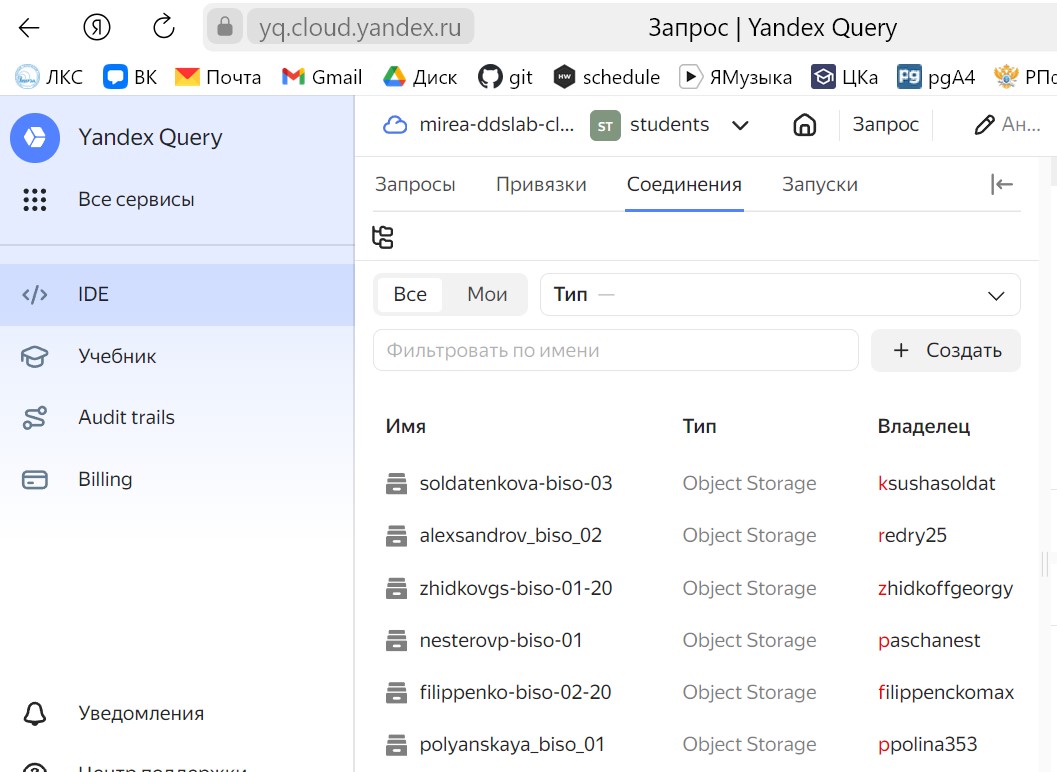 Я yq.cloud.yandex.ru Запрос | Yandex Query
ЛКС ВК Почта Gmail Диск git HW schedule ЯМузыка ЦКа pg pgA4
Yandex Query
mirea-ddslab-cl... ST students Запрос Ан...
Все сервисы
Запросы Привязки Соединения Запуски
IDE
Все Мои Тип —
Учебник
Фильтровать по имени + Создать
Audit trails
Имя Тип Владелец
Billing
soldatenkova-biso-03 Object Storage ksushasoldat
alexsandrov_biso_02 Object Storage redry25
zhidkovgs-biso-01-20 Object Storage zhidkoffgeorgy
nesterovp-biso-01 Object Storage paschanest
filippenko-biso-02-20 Object Storage filippenckomax
Уведомления
polyanskaya_biso_01 Object Storage ppolina353
Центр поддержки